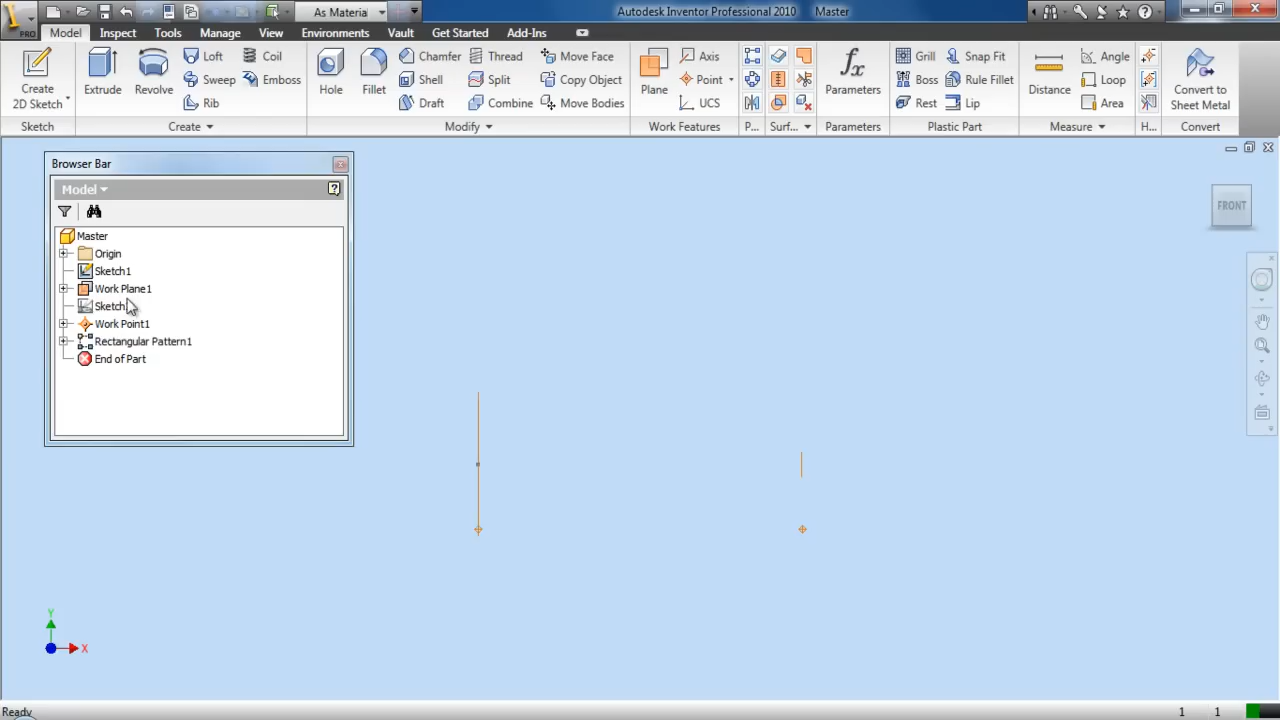 PRO
As Material
Autodesk Inventor Professional 2010 Master
Model Inspect Tools Manage View Environments Vault Get Started Add-Ins
Create
2D Sketch
Extrude
Revolve
Loft
Sweep
Rib
Coil
Emboss
Hole
Fillet
Chamfer
Shell
Draft
Thread
Split
Combine
Move Face
Copy Object
Move Bodies
Plane
Axis
Point
UCS
fx
Parameters
Grill
Boss
Rest
Snap Fit
Rule Fillet
Lip
Distance
Angle
Loop
Area
Convert to
Sheet Metal
Sketch Create Modify Work Features P... Surf... Parameters Plastic Part Measure H... Convert
Browser Bar
Model
Master
Origin
Sketch1
Work Plane1
Sketch
Work Point1
Rectangular Pattern1
End of Part
FRONT
Y
X
Ready
1 1